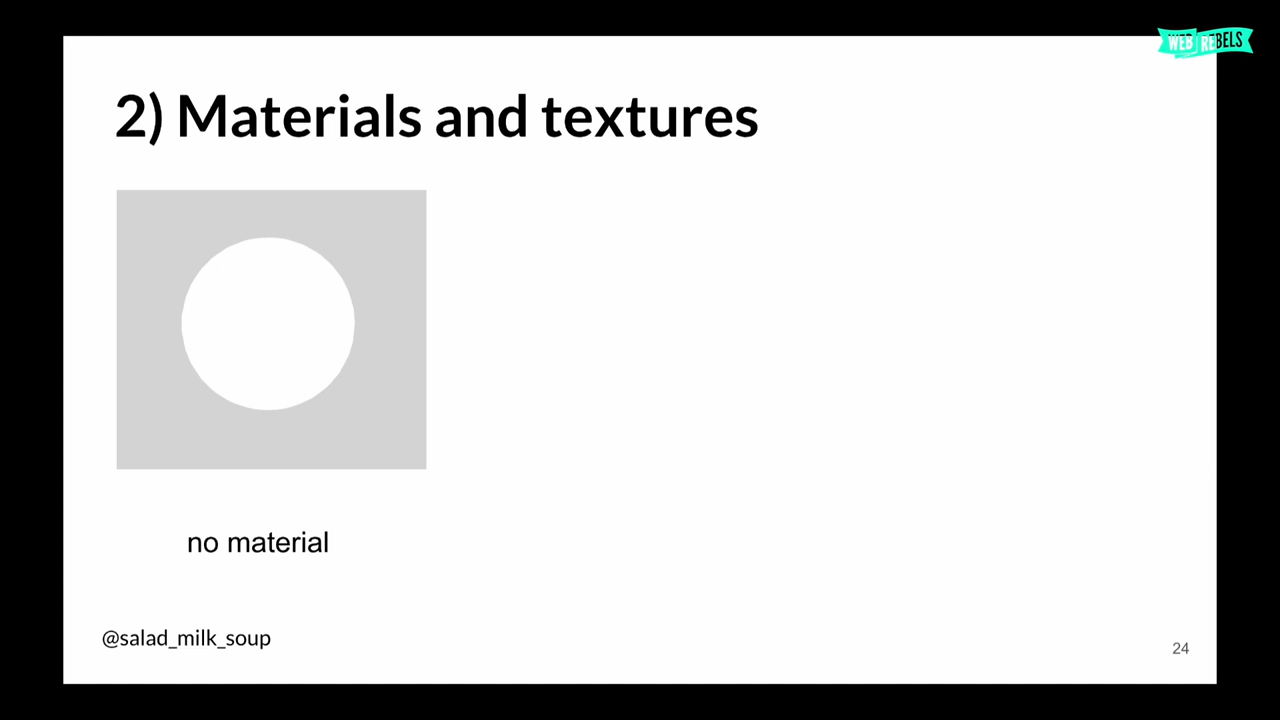 WEB REBELS
2) Materials and textures
no material
@salad_milk_soup
24